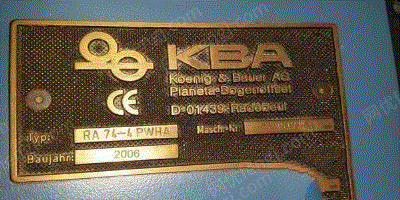 KBA
Koenig & Bauer AG
Planeta-Bogenoffset
D-01439 Radebeul
CE
Typ: RA 74-4 PWHA Masch.-Nr.
Baujahr: 2006